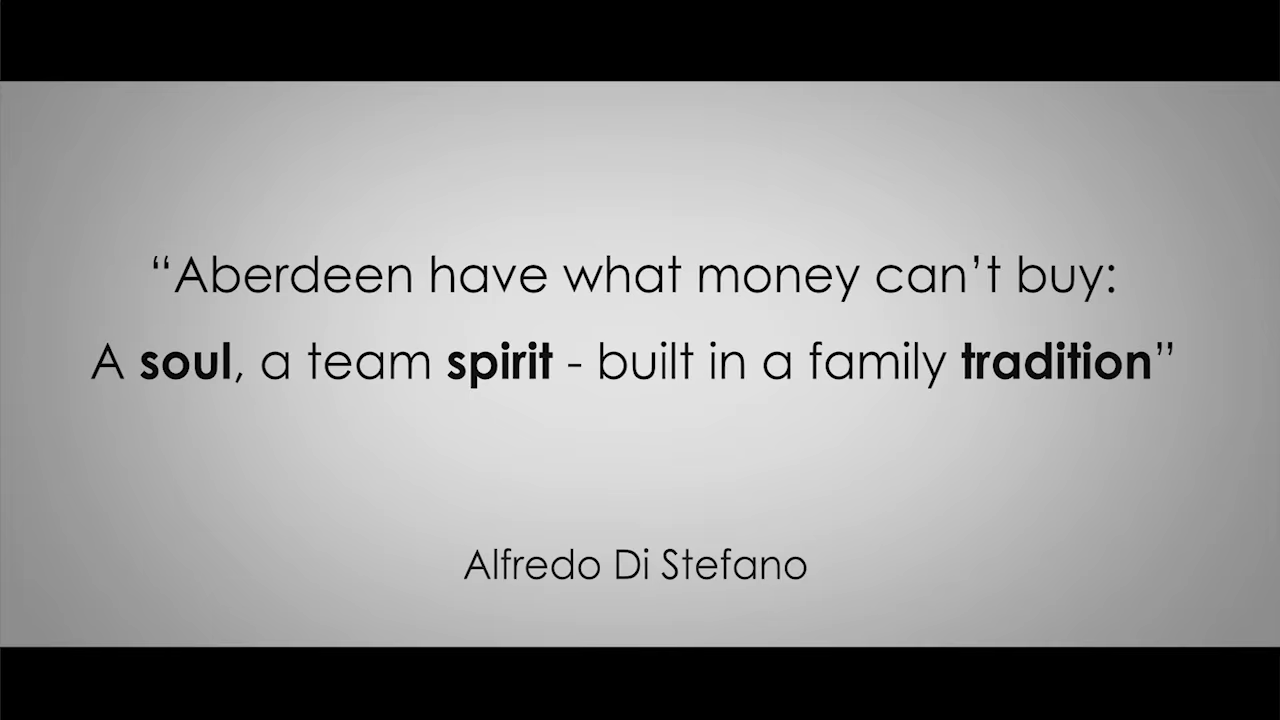 “Aberdeen have what money can’t buy:
A soul, a team spirit - built in a family tradition”
Alfredo Di Stefano